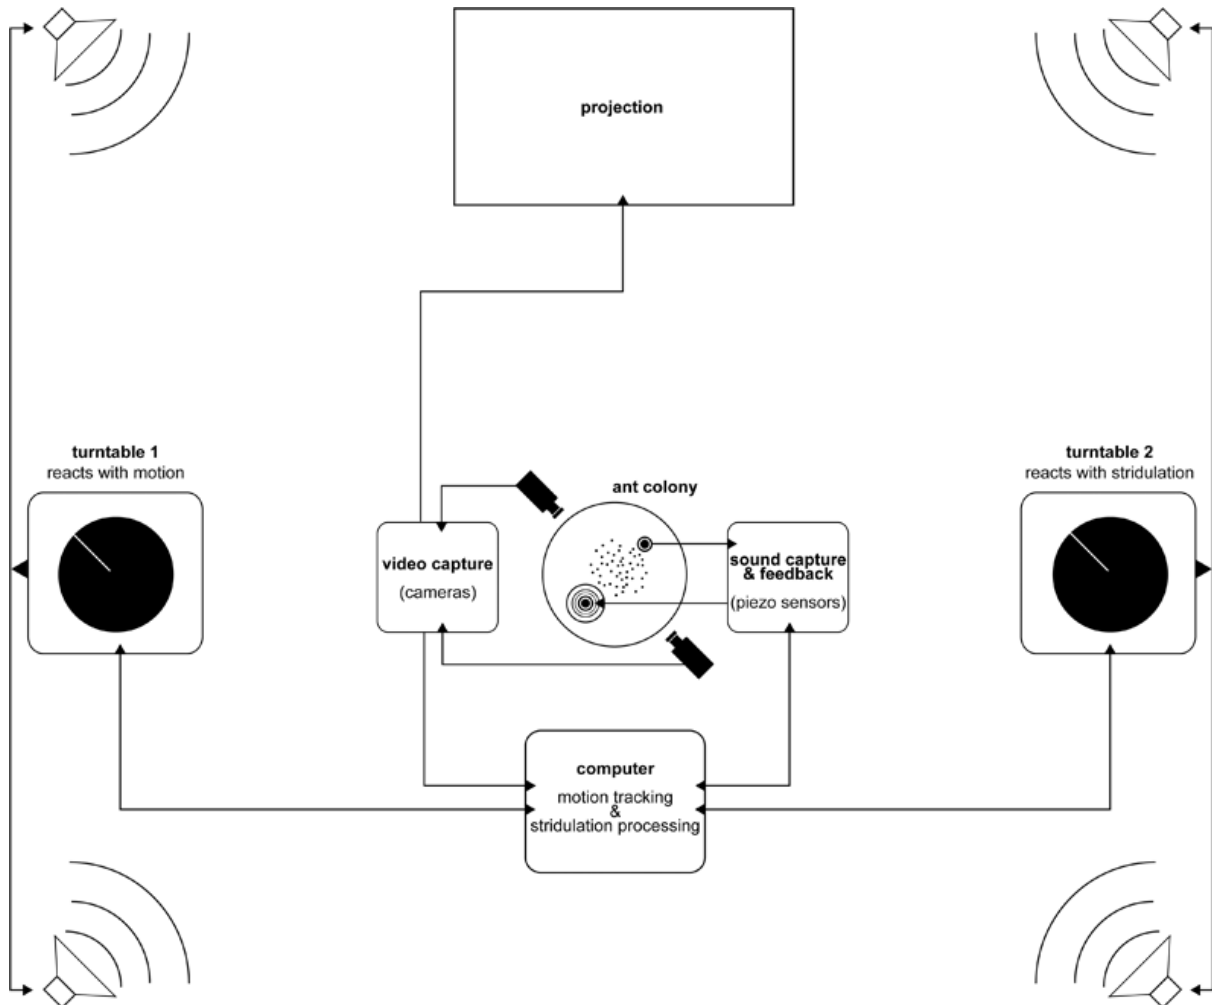 projection
turntable 1
reacts with motion
turntable 2
reacts with stridulation
ant colony
video capture
(cameras)
sound capture
& feedback
(piezo sensors)
computer
motion tracking
&
stridulation processing